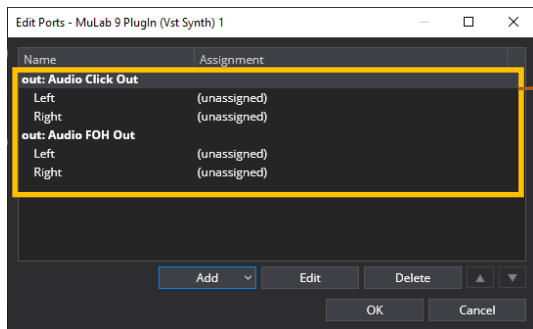 Edit Ports - MuLab 9 PlugIn (Vst Synth) 1
Name Assignment
out: Audio Click Out
Left (unassigned)
Right (unassigned)
out: Audio FOH Out
Left (unassigned)
Right (unassigned)
Add Edit Delete
OK Cancel